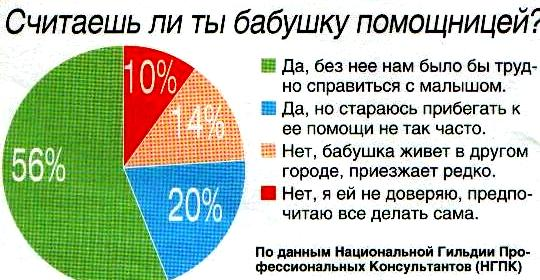 Считаешь ли ты бабушку помощницей?
10%
14%
56%
20%
Да, без нее нам было бы труд-
но справиться с малышом.
Да, но стараюсь прибегать к
ее помощи не так часто.
Нет, бабушка живет в другом
городе, приезжает редко.
Нет, я ей не доверяю, предпо-
читаю все делать сама.
По данным Национальной Гильдии Про-
фессиональных Консультантов (НГПК)